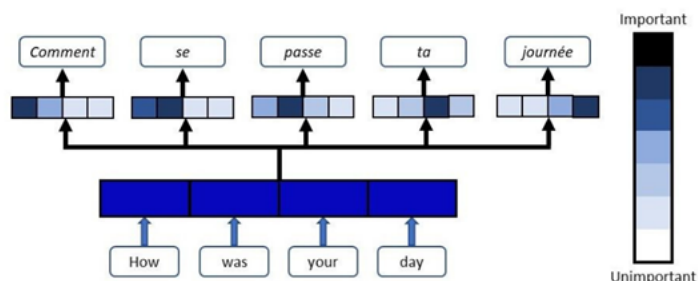 Important
Comment se passe ta journée
How was your day
Unimportant